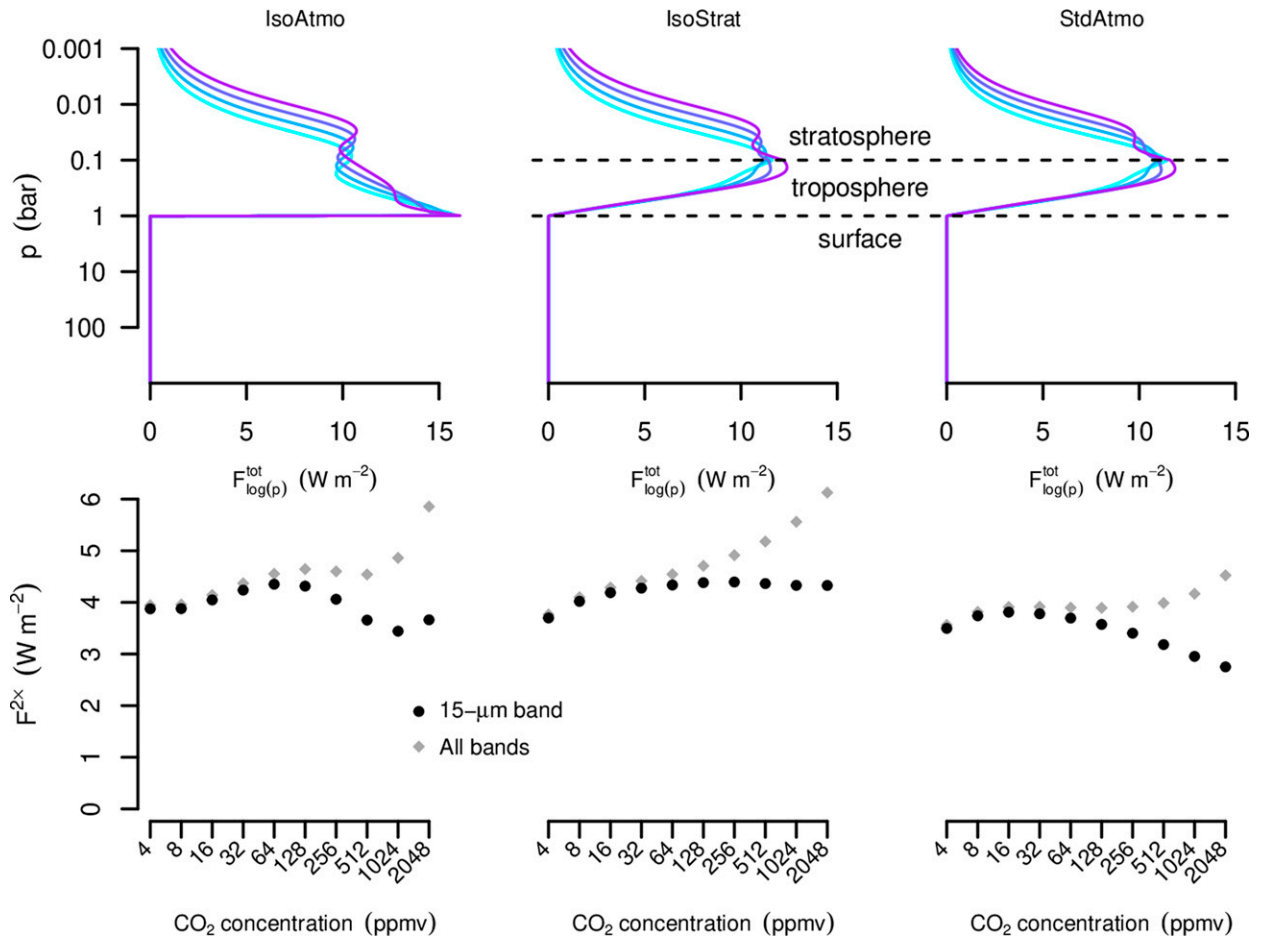 IsoAtmo IsoStrat StdAtmo
0.001
0.01
0.1
1
10
100
p (bar)
stratosphere
troposphere
surface
0 5 10 15 0 5 10 15 0 5 10 15
F^tot_log(p) (W m−2) F^tot_log(p) (W m−2) F^tot_log(p) (W m−2)
6
5
4
3
2
1
0
F2× (W m−2)
15−μm band
All bands
4 8 16 32 64 128 256 512 1024 2048 4 8 16 32 64 128 256 512 1024 2048 4 8 16 32 64 128 256 512 1024 2048
CO2 concentration (ppmv) CO2 concentration (ppmv) CO2 concentration (ppmv)